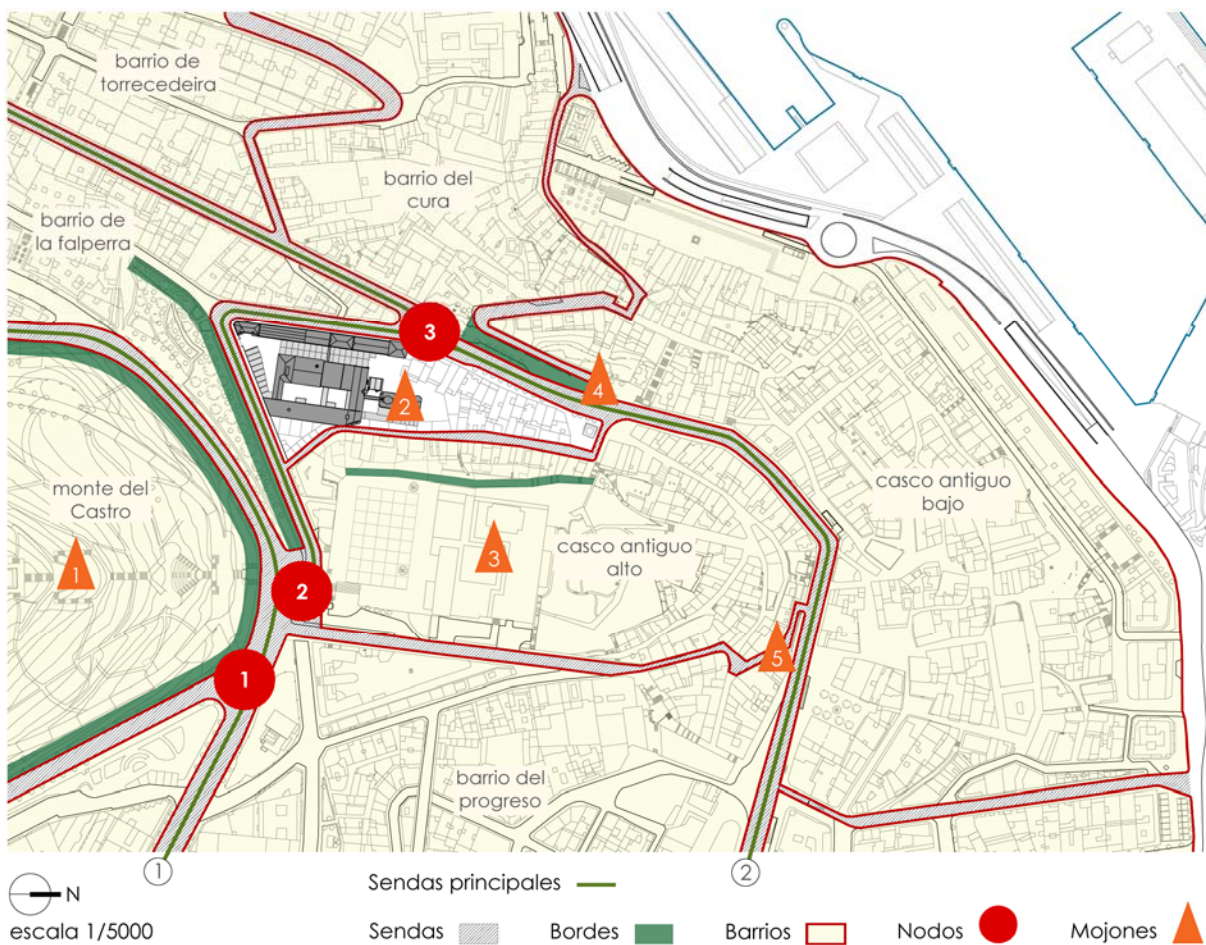 barrio de
torrecedeira
barrio del
cura
barrio de
la falperra
3
4
2
monte del
Castro
casco antiguo
bajo
1
3
casco antiguo
alto
2
5
1
barrio del
progreso
1
2
N
escala 1/5000
Sendas principales
Sendas
Bordes
Barrios
Nodos
Mojones